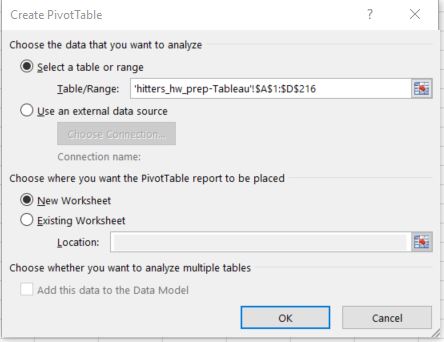 Create PivotTable
?
Choose the data that you want to analyze
Select a table or range
Table/Range: 'hitters_hw_prep-Tableau'!$A$1:$D$216
Use an external data source
Choose Connection...
Connection name:
Choose where you want the PivotTable report to be placed
New Worksheet
Existing Worksheet
Location:
Choose whether you want to analyze multiple tables
Add this data to the Data Model
OK Cancel